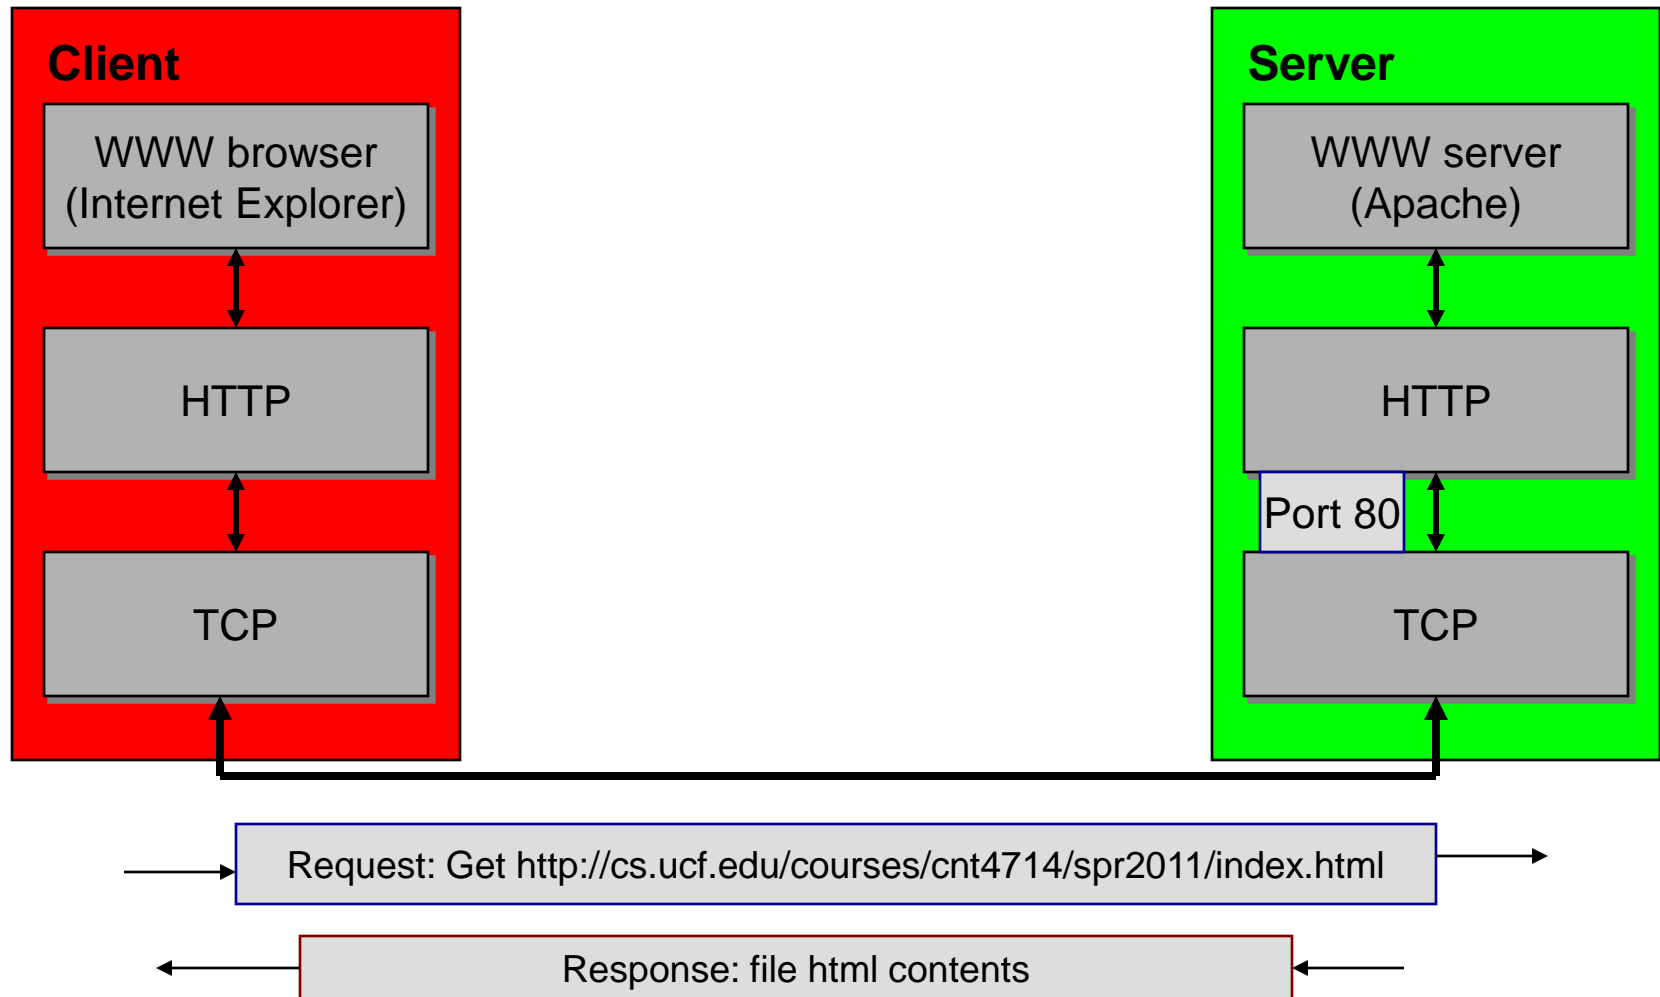 Client
WWW browser
(Internet Explorer)
HTTP
TCP
Server
WWW server
(Apache)
HTTP
Port 80
TCP
Request: Get http://cs.ucf.edu/courses/cnt4714/spr2011/index.html
Response: file html contents